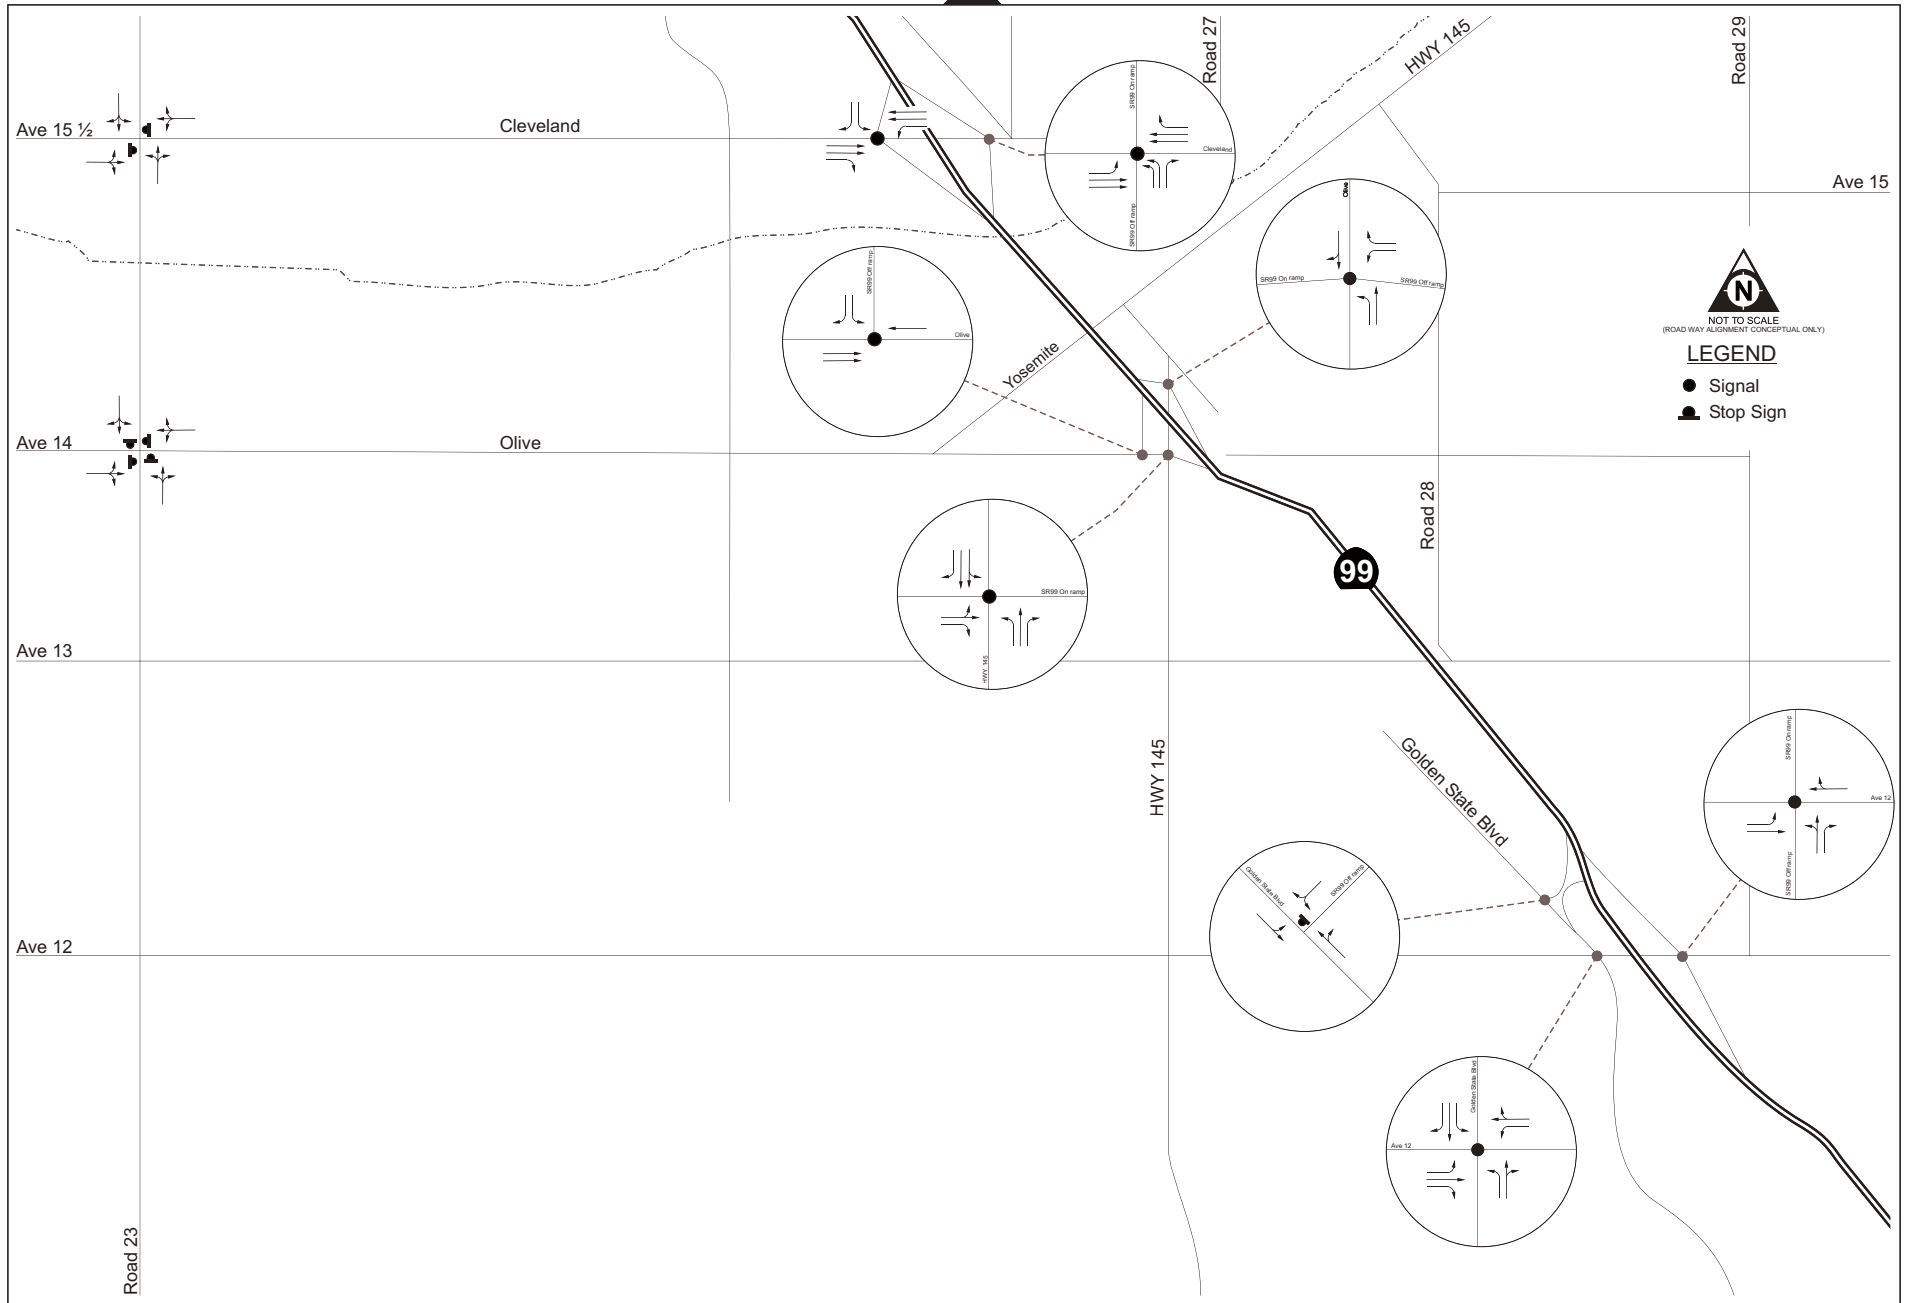 Road 27
HWY 145
Road 29
Ave 15 ½
Cleveland
SR99 On ramp
Cleveland
SR99 Off ramp
Ave 15
Olive
SR99 On ramp
SR99 Off ramp
SR99 Off ramp
Olive
N
NOT TO SCALE
(ROAD WAY ALIGNMENT CONCEPTUAL ONLY)
LEGEND
Signal
Stop Sign
Yosemite
Ave 14
Olive
Road 28
99
SR99 On ramp
HWY 145
Ave 13
HWY 145
Golden State Blvd
SR99 On ramp
Ave 12
SR99 Off ramp
Golden State Blvd
SR99 Off ramp
Ave 12
Golden State Blvd
Ave 12
Road 23